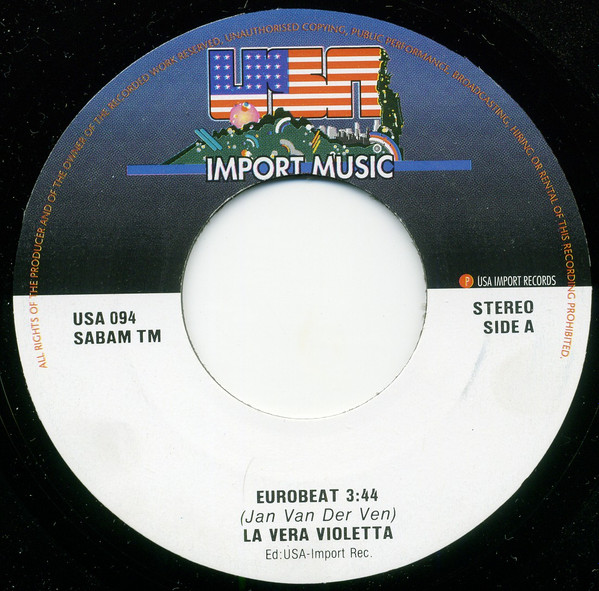 ALL RIGHTS OF THE PRODUCER AND OF THE OWNER OF THE RECORDED WORK RESERVED. UNAUTHORISED COPYING, PUBLIC PERFORMANCE, BROADCASTING, HIRING OR RENTAL OF THIS RECORDING PROHIBITED.
USA
IMPORT MUSIC
P USA IMPORT RECORDS
USA 094
SABAM TM
STEREO
SIDE A
EUROBEAT 3:44
(Jan Van Der Ven)
LA VERA VIOLETTA
Ed:USA-Import Rec.